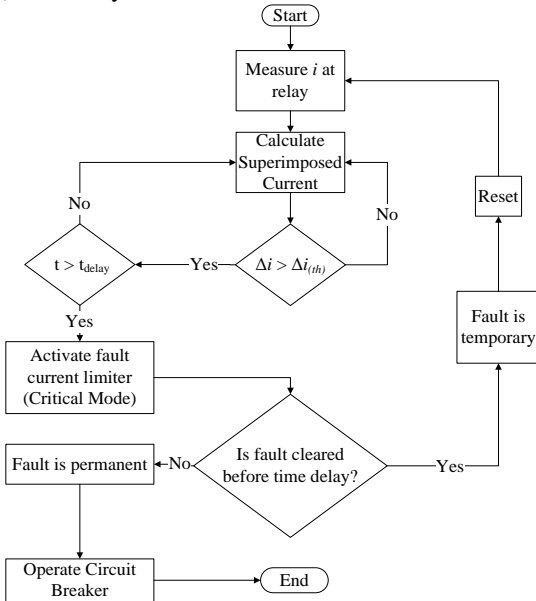 Start
Measure i at
relay
Calculate
Superimposed
Current
No
No
Reset
t > tdelay
Yes
Δi > Δi(th)
Yes
Fault is
temporary
Activate fault
current limiter
(Critical Mode)
Is fault cleared
before time delay?
Fault is permanent
No
Yes
Operate Circuit
Breaker
End